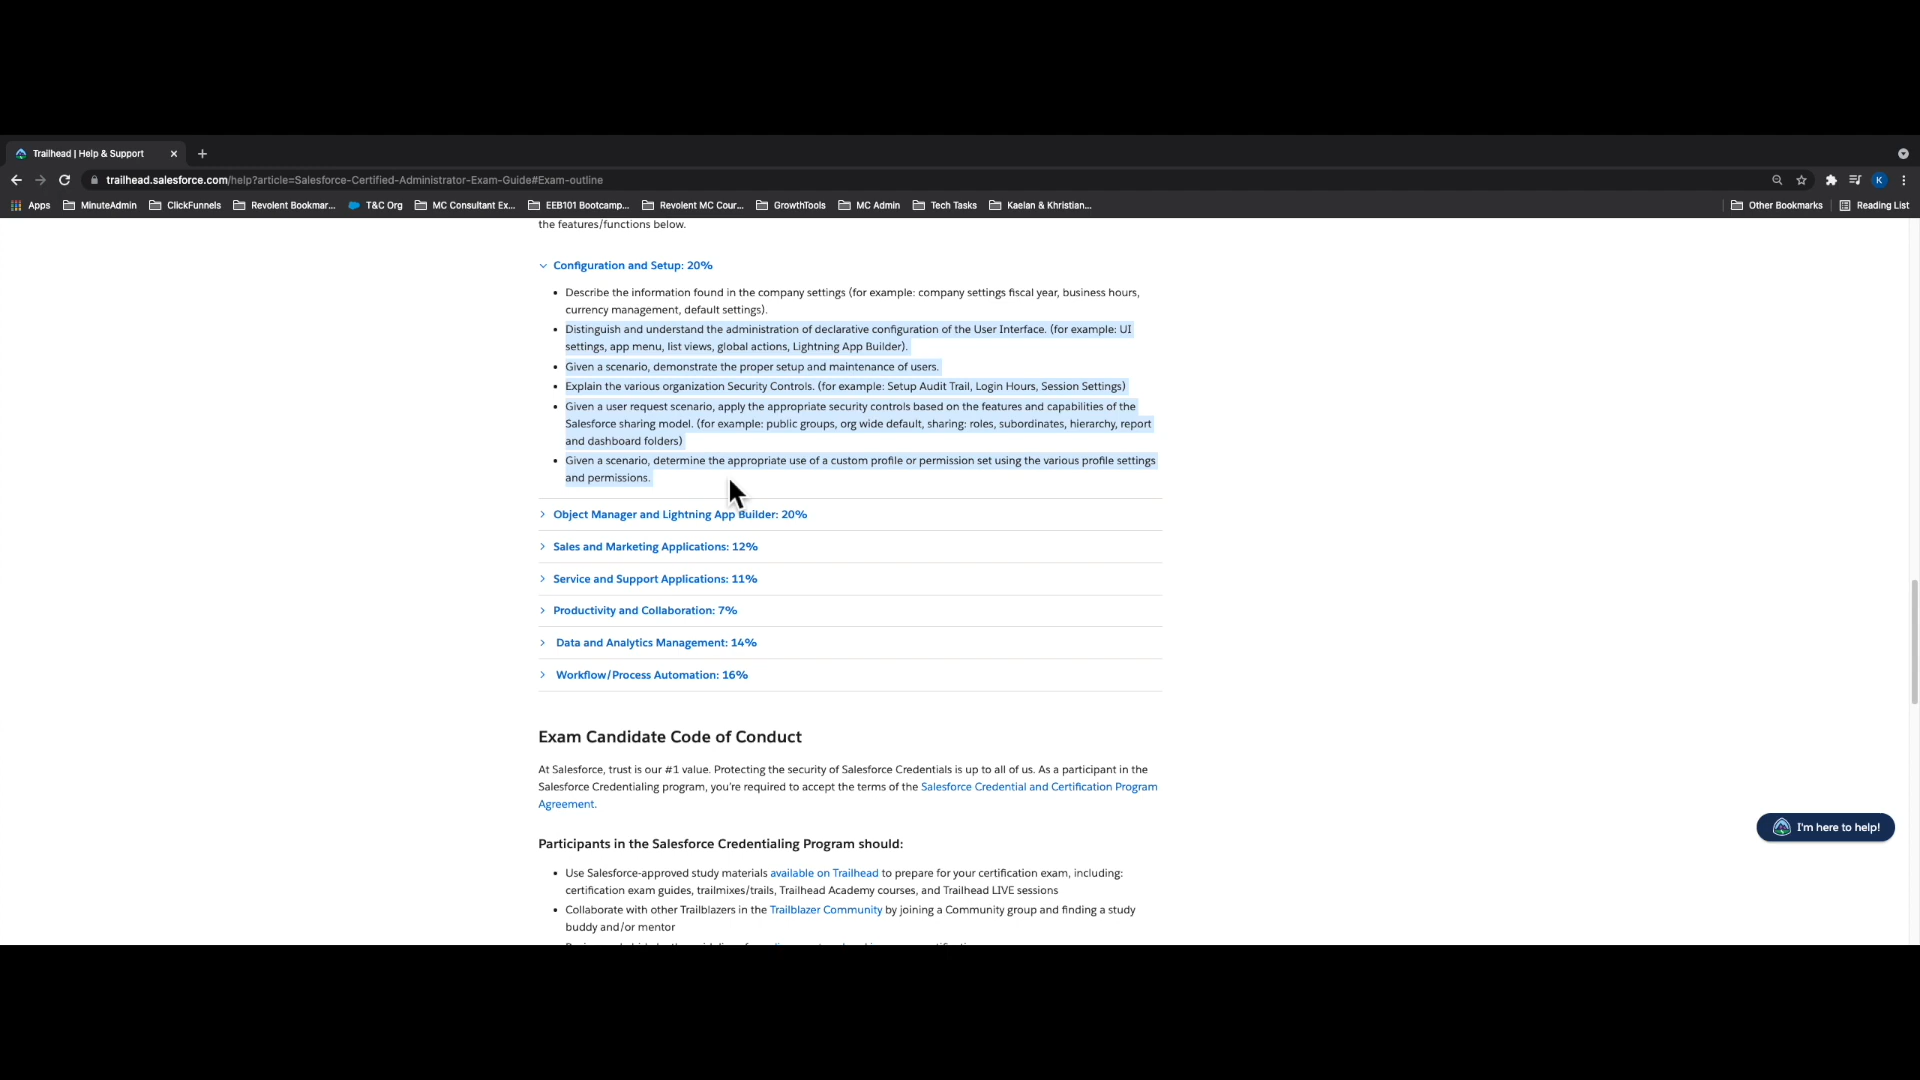 Trailhead | Help & Support
trailhead.salesforce.com/help?article=Salesforce-Certified-Administrator-Exam-Guide#Exam-outline
K
Apps MinuteAdmin ClickFunnels Revolent Bookmar... T&C Org MC Consultant Ex... EEB101 Bootcamp... Revolent MC Cour... GrowthTools MC Admin Tech Tasks Kaelan & Khristian... Other Bookmarks Reading List
the features/functions below.
Configuration and Setup: 20%
• Describe the information found in the company settings (for example: company settings fiscal year, business hours,
currency management, default settings).
• Distinguish and understand the administration of declarative configuration of the User Interface. (for example: UI
settings, app menu, list views, global actions, Lightning App Builder).
• Given a scenario, demonstrate the proper setup and maintenance of users.
• Explain the various organization Security Controls. (for example: Setup Audit Trail, Login Hours, Session Settings)
• Given a user request scenario, apply the appropriate security controls based on the features and capabilities of the
Salesforce sharing model. (for example: public groups, org wide default, sharing: roles, subordinates, hierarchy, report
and dashboard folders)
• Given a scenario, determine the appropriate use of a custom profile or permission set using the various profile settings
and permissions.
Object Manager and Lightning App Builder: 20%
Sales and Marketing Applications: 12%
Service and Support Applications: 11%
Productivity and Collaboration: 7%
Data and Analytics Management: 14%
Workflow/Process Automation: 16%
Exam Candidate Code of Conduct
At Salesforce, trust is our #1 value. Protecting the security of Salesforce Credentials is up to all of us. As a participant in the
Salesforce Credentialing program, you're required to accept the terms of the Salesforce Credential and Certification Program
Agreement.
I'm here to help!
Participants in the Salesforce Credentialing Program should:
• Use Salesforce-approved study materials available on Trailhead to prepare for your certification exam, including:
certification exam guides, trailmixes/trails, Trailhead Academy courses, and Trailhead LIVE sessions
• Collaborate with other Trailblazers in the Trailblazer Community by joining a Community group and finding a study
buddy and/or mentor